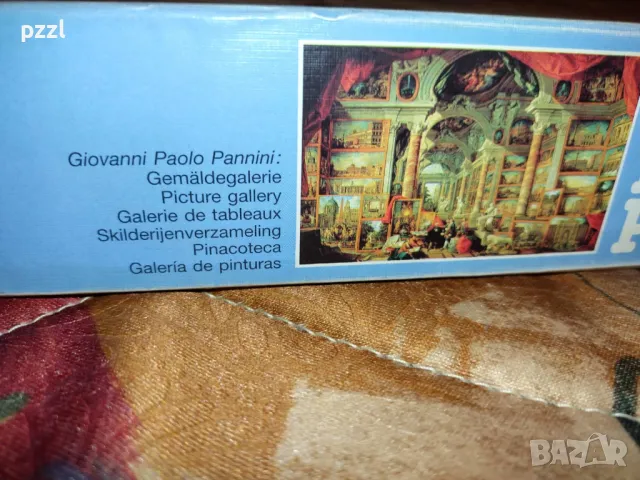 pzzl
Giovanni Paolo Pannini:
Gemäldegalerie
Picture gallery
Galerie de tableaux
Skilderijenverzameling
Pinacoteca
Galería de pinturas
BAZAR